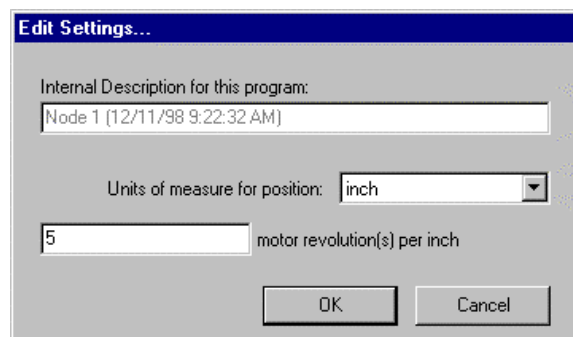 Edit Settings...
Internal Description for this program:
Node 1 (12/11/98 9:22:32 AM)
Units of measure for position: inch
5 motor revolution(s) per inch
OK Cancel